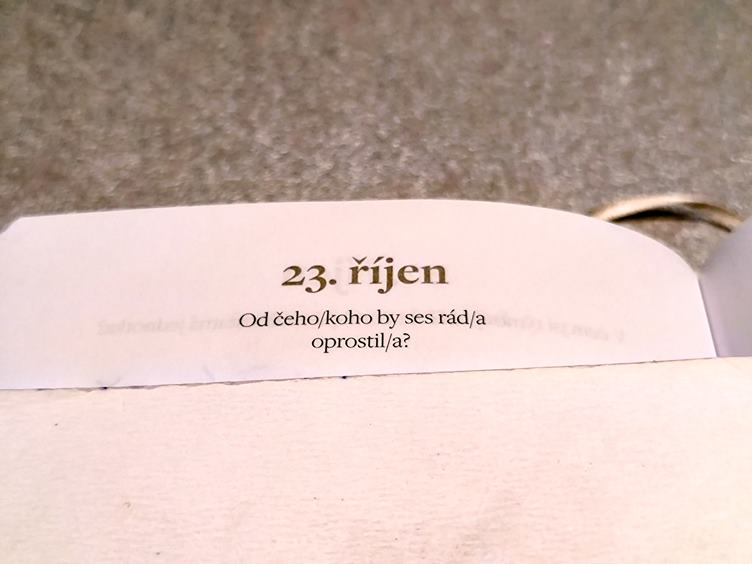 23. říjen
Od čeho/koho by ses rád/a
oprostil/a?